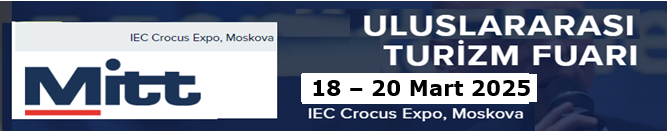 IEC Crocus Expo, Moskova
Mitt
ULUSLARARASI
TURİZM FUARI
18 – 20 Mart 2025
IEC Crocus Expo, Moskova